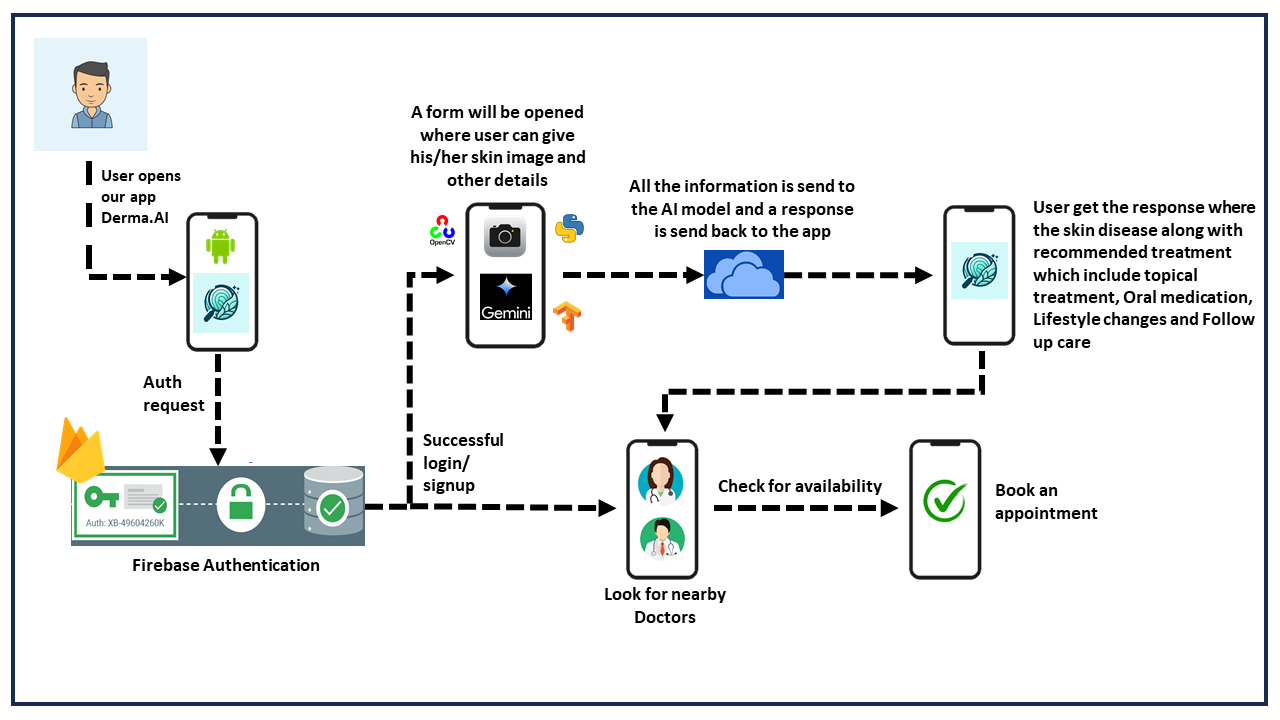 User opens
our app
Derma.AI
Auth
request
Auth: XB-49604260K
Firebase Authentication
Successful
login/
signup
A form will be opened
where user can give
his/her skin image and
other details
OpenCV
Gemini
All the information is send to
the AI model and a response
is send back to the app
User get the response where
the skin disease along with
recommended treatment
which include topical
treatment, Oral medication,
Lifestyle changes and Follow
up care
Look for nearby
Doctors
Check for availability
Book an
appointment